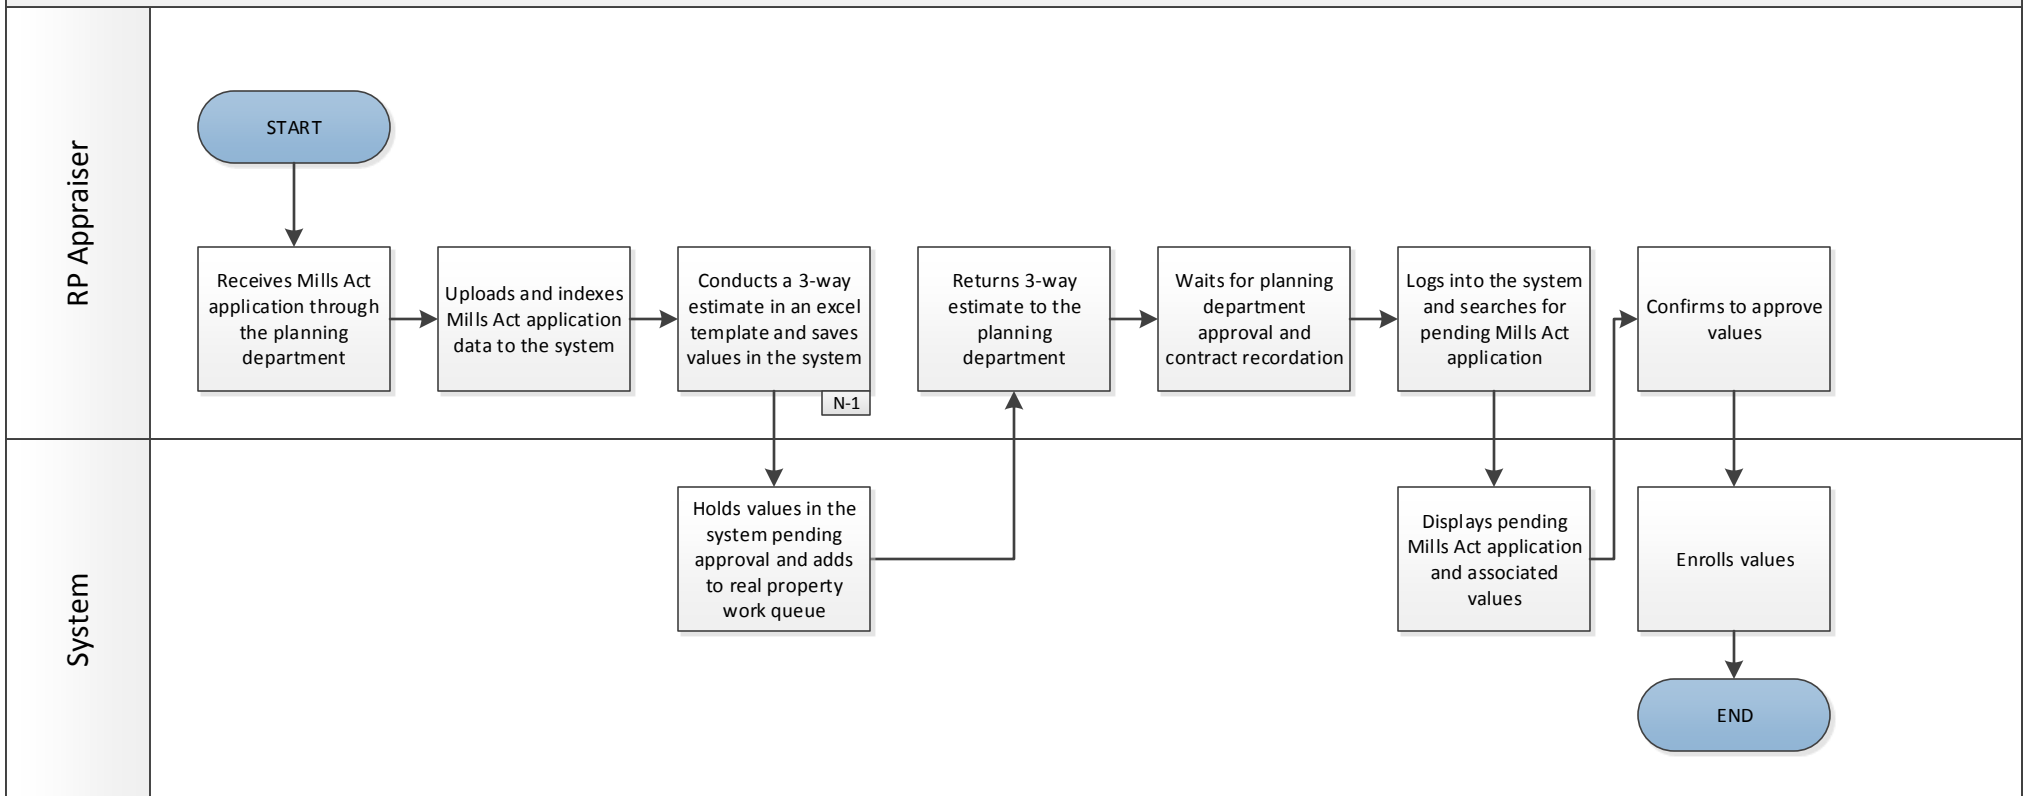 RP Appraiser
START
Receives Mills Act
application through
the planning
department
Uploads and indexes
Mills Act application
data to the system
Conducts a 3-way
estimate in an excel
template and saves
values in the system
N-1
Returns 3-way
estimate to the
planning
department
Waits for planning
department
approval and
contract recordation
Logs into the system
and searches for
pending Mills Act
application
Confirms to approve
values
System
Holds values in the
system pending
approval and adds
to real property
work queue
Displays pending
Mills Act application
and associated
values
Enrolls values
END